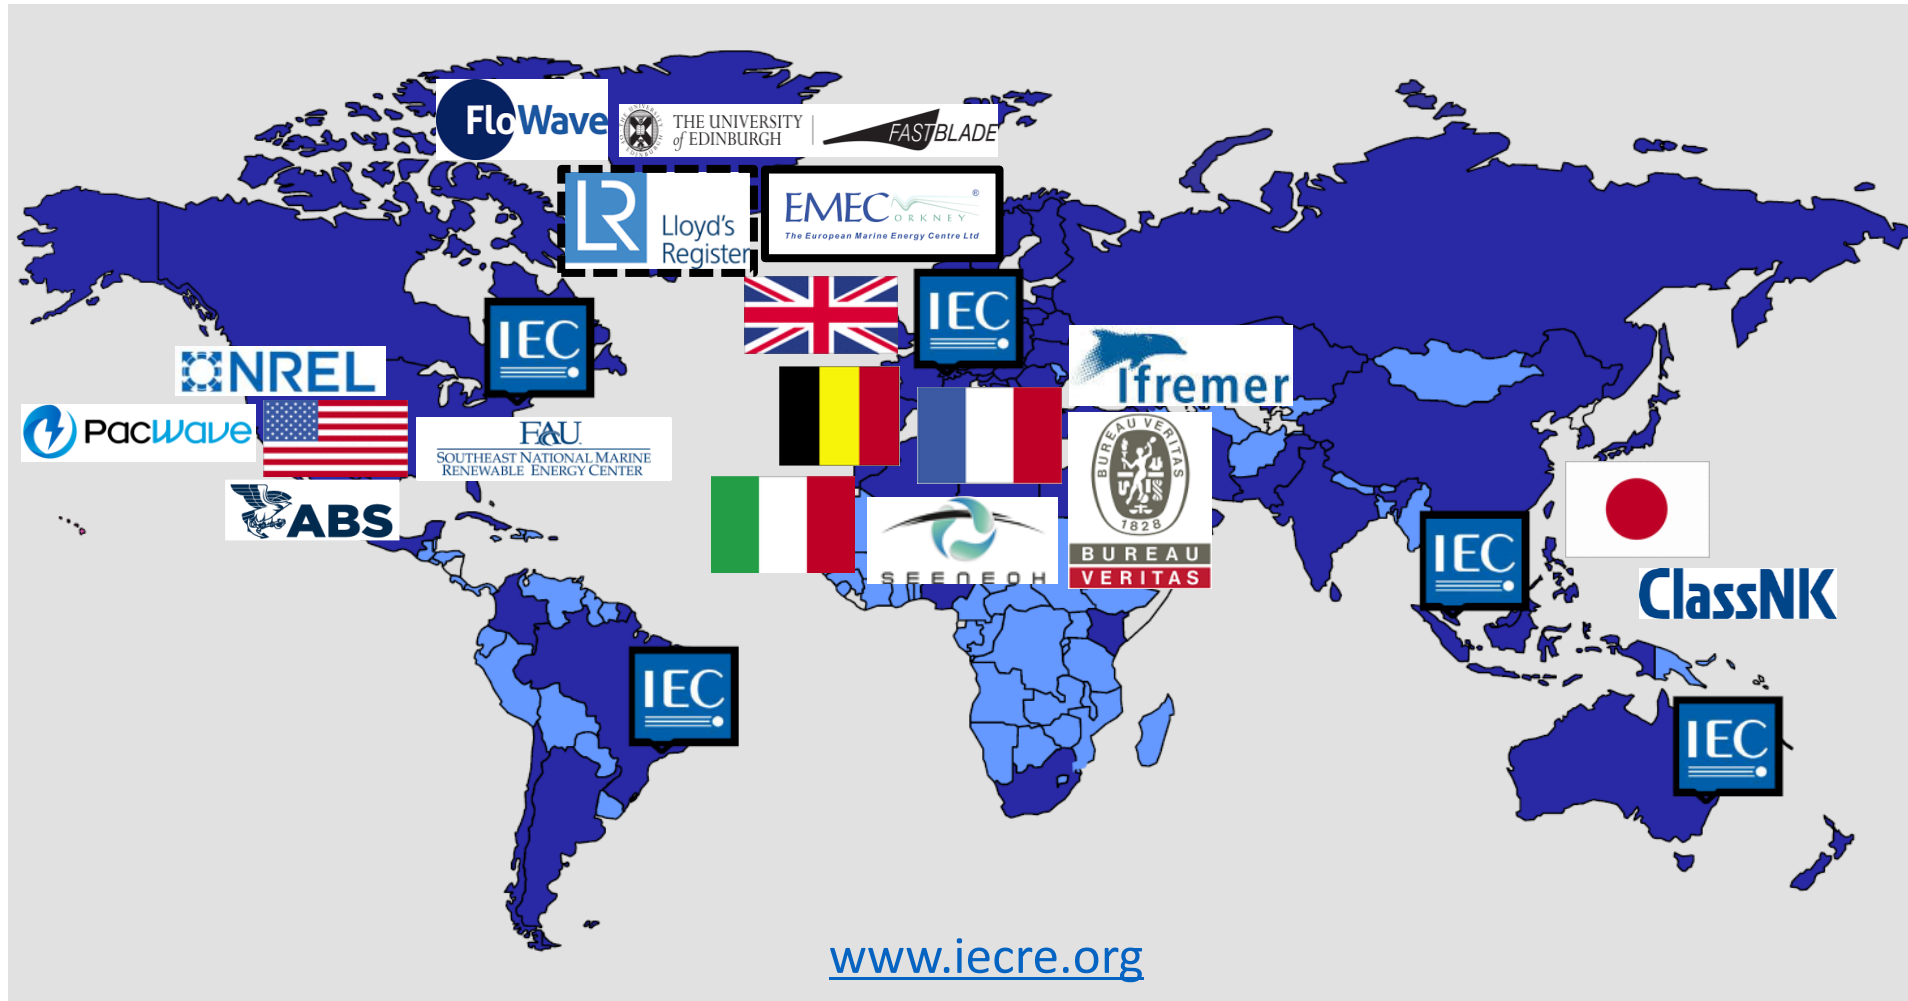 FloWave
THE UNIVERSITY
of EDINBURGH
FASTBLADE
LR
Lloyd's
Register
EMEC
ORKNEY
®
The European Marine Energy Centre Ltd
IEC
IEC
NREL
Ifremer
PacWave
FAU
SOUTHEAST NATIONAL MARINE
RENEWABLE ENERGY CENTER
ABS
BUREAU VERITAS
1828
BUREAU
VERITAS
SEENEOH
IEC
ClassNK
IEC
IEC
www.iecre.org